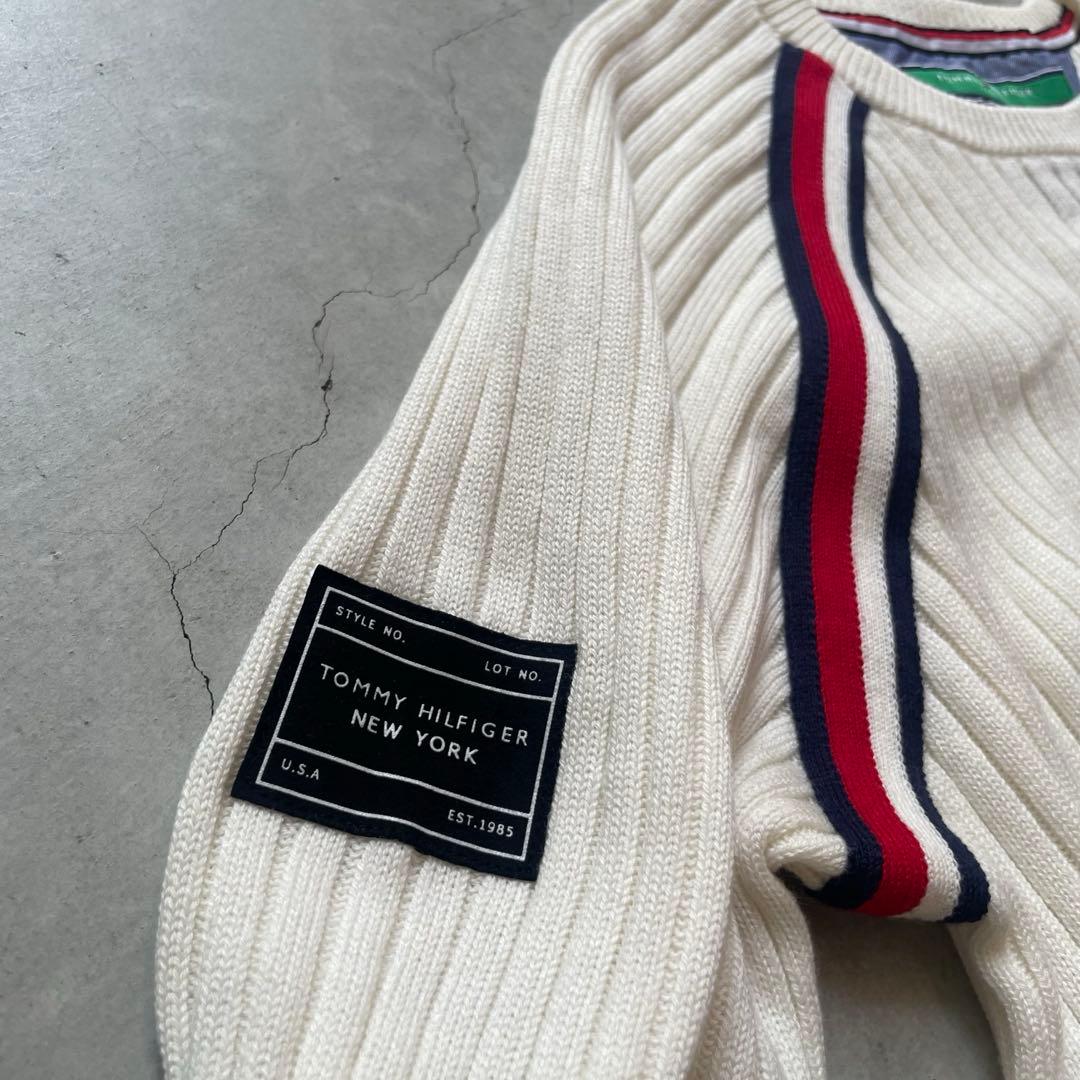 STYLE NO.
LOT NO.
TOMMY HILFIGER
NEW YORK
U.S.A
EST.1985